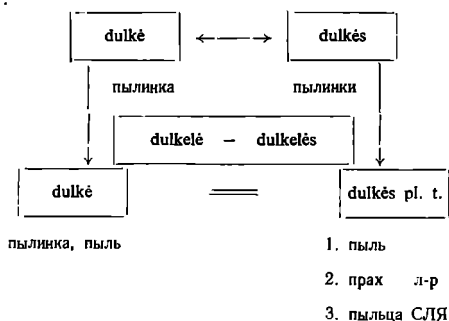 dulkė dulkės
пылинка пылинки
dulkelė – dulkelės
dulkė dulkės pl. t.
пылинка, пыль 1. пыль
2. прах л-р
3. пыльца СЛЯ